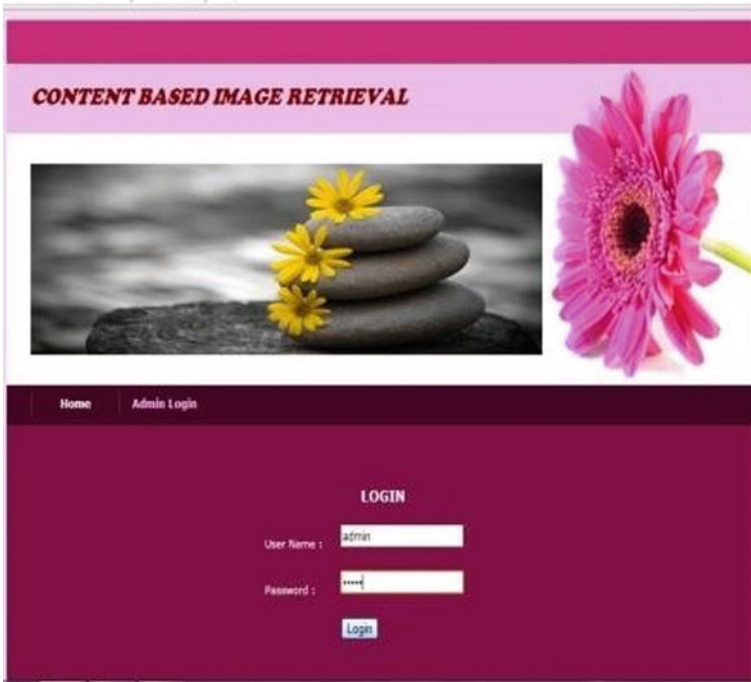 CONTENT BASED IMAGE RETRIEVAL
Home Admin Login
LOGIN
User Name : admin
Password : •••••
Login